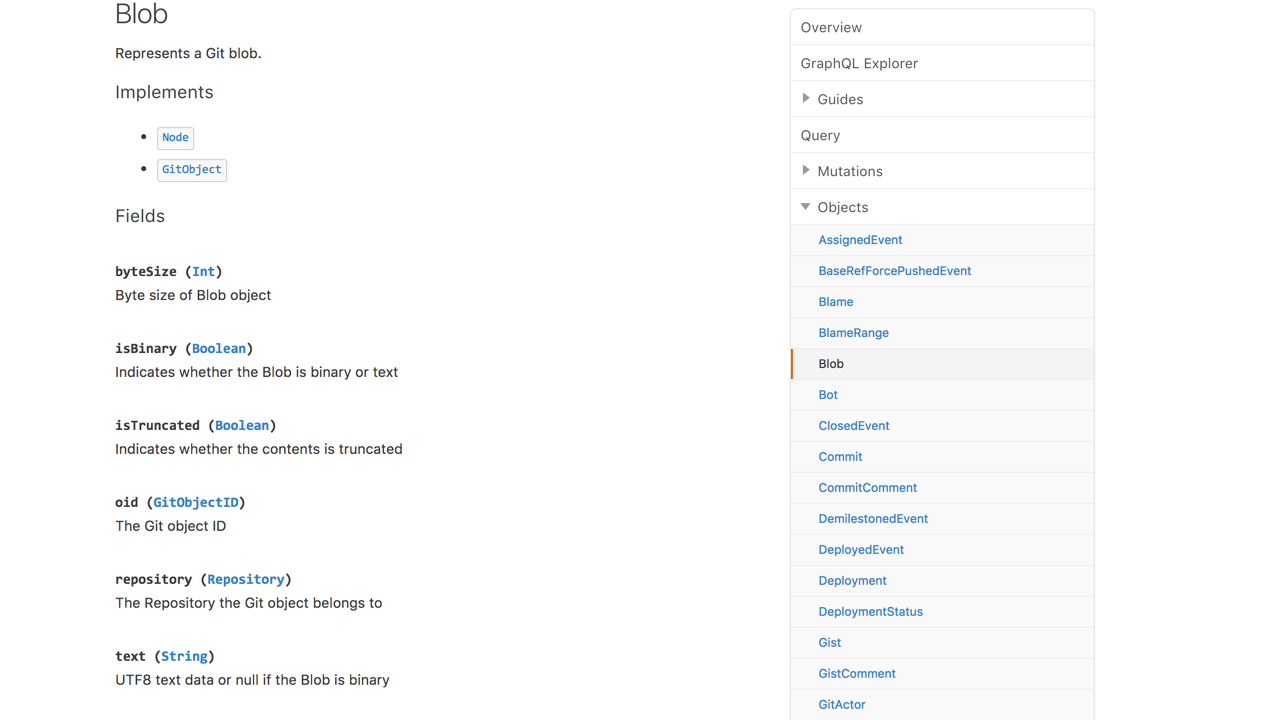 Blob
Represents a Git blob.
Implements
Node
GitObject
Fields
byteSize (Int)
Byte size of Blob object
isBinary (Boolean)
Indicates whether the Blob is binary or text
isTruncated (Boolean)
Indicates whether the contents is truncated
oid (GitObjectID)
The Git object ID
repository (Repository)
The Repository the Git object belongs to
text (String)
UTF8 text data or null if the Blob is binary
Overview
GraphQL Explorer
Guides
Query
Mutations
Objects
AssignedEvent
BaseRefForcePushedEvent
Blame
BlameRange
Blob
Bot
ClosedEvent
Commit
CommitComment
DemilestonedEvent
DeployedEvent
Deployment
DeploymentStatus
Gist
GistComment
GitActor